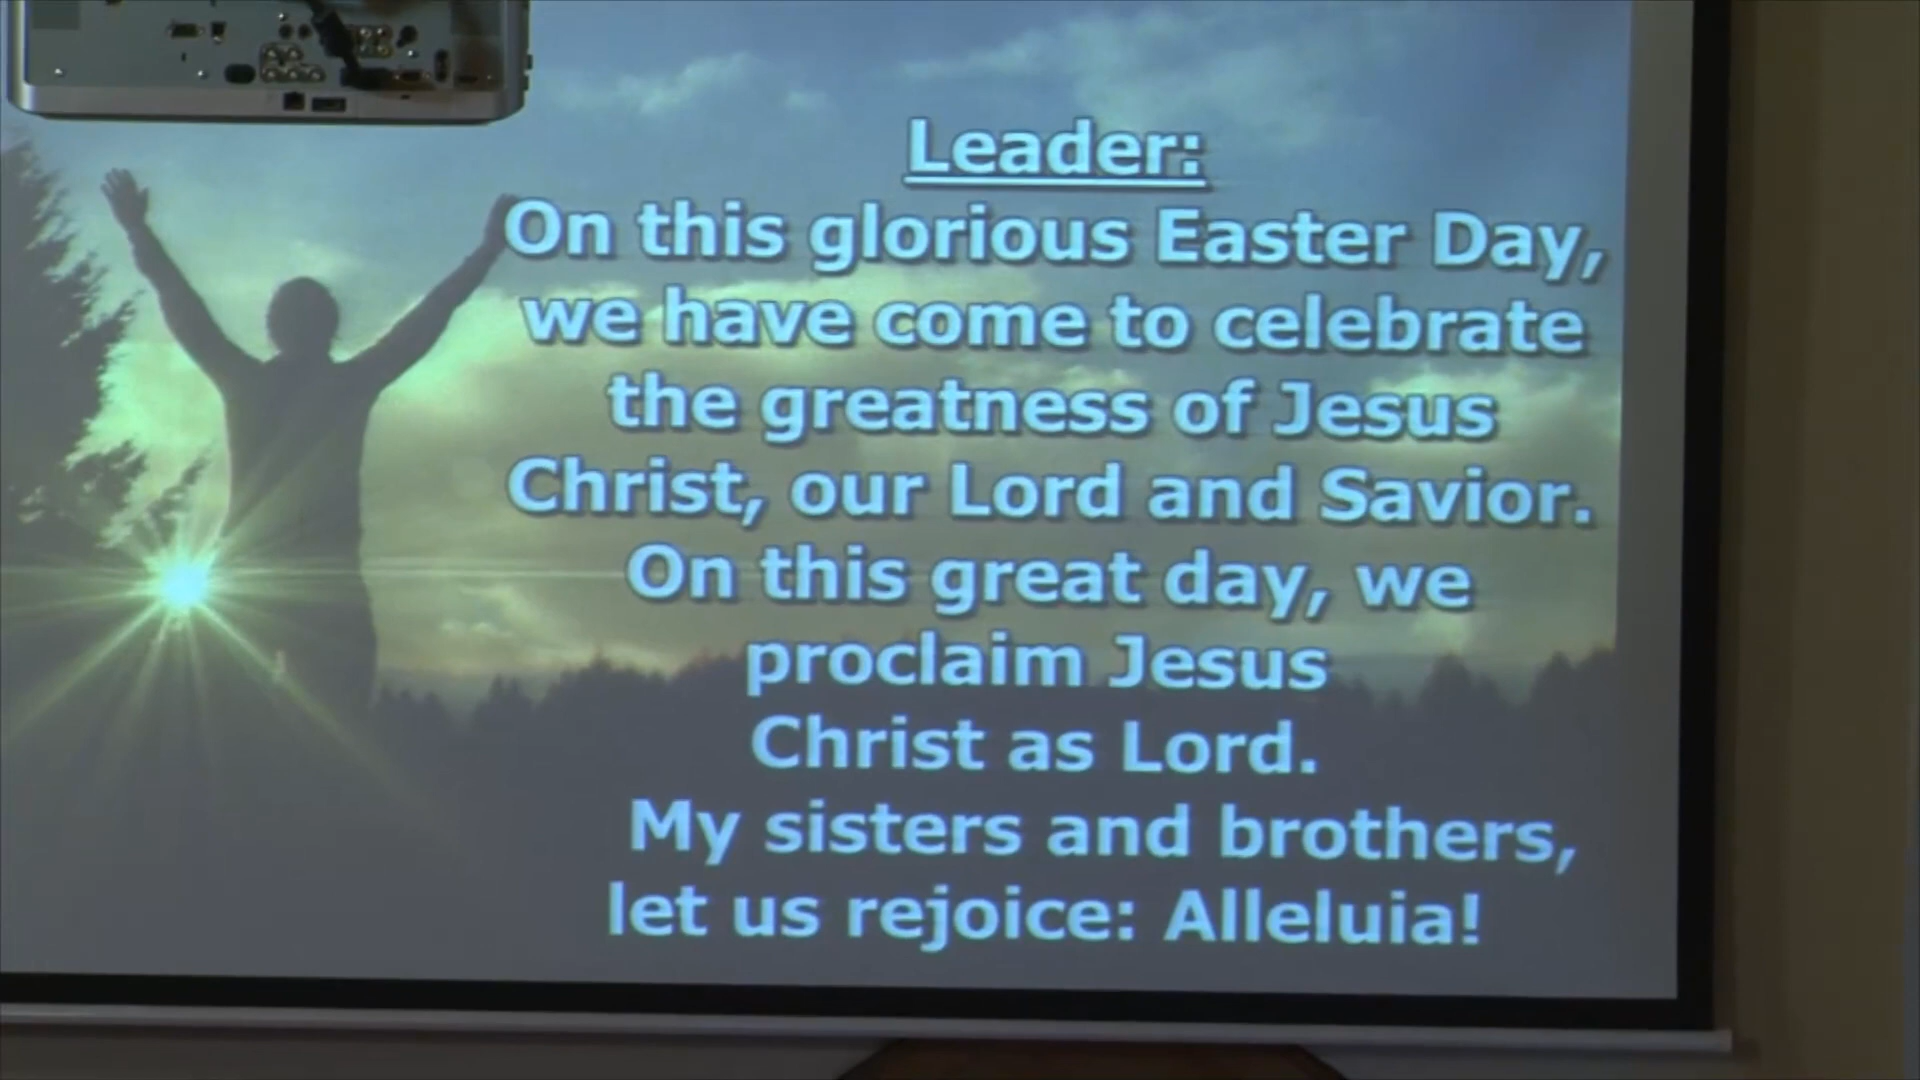 Leader:
On this glorious Easter Day,
we have come to celebrate
the greatness of Jesus
Christ, our Lord and Savior.
On this great day, we
proclaim Jesus
Christ as Lord.
My sisters and brothers,
let us rejoice: Alleluia!